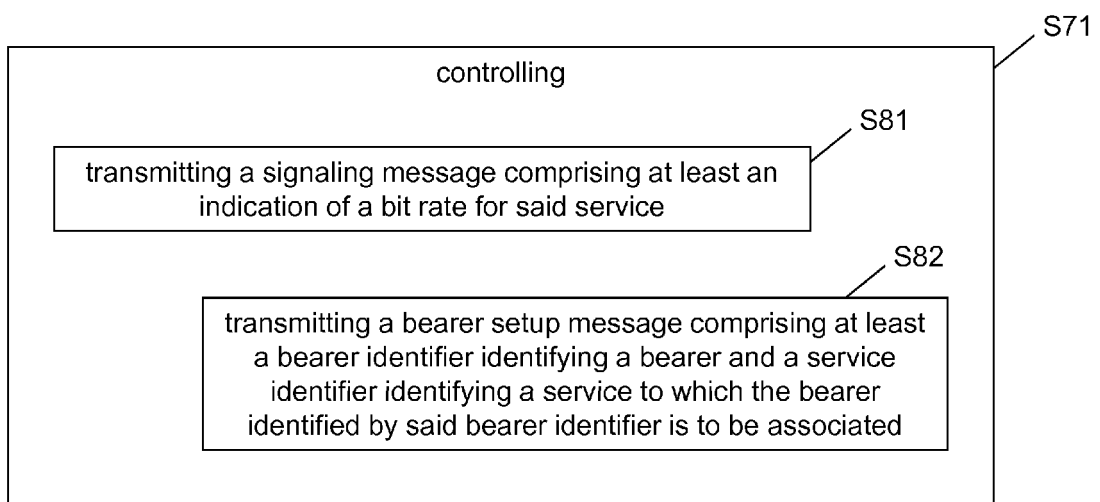 S71
controlling
S81
transmitting a signaling message comprising at least an
indication of a bit rate for said service
S82
transmitting a bearer setup message comprising at least
a bearer identifier identifying a bearer and a service
identifier identifying a service to which the bearer
identified by said bearer identifier is to be associated